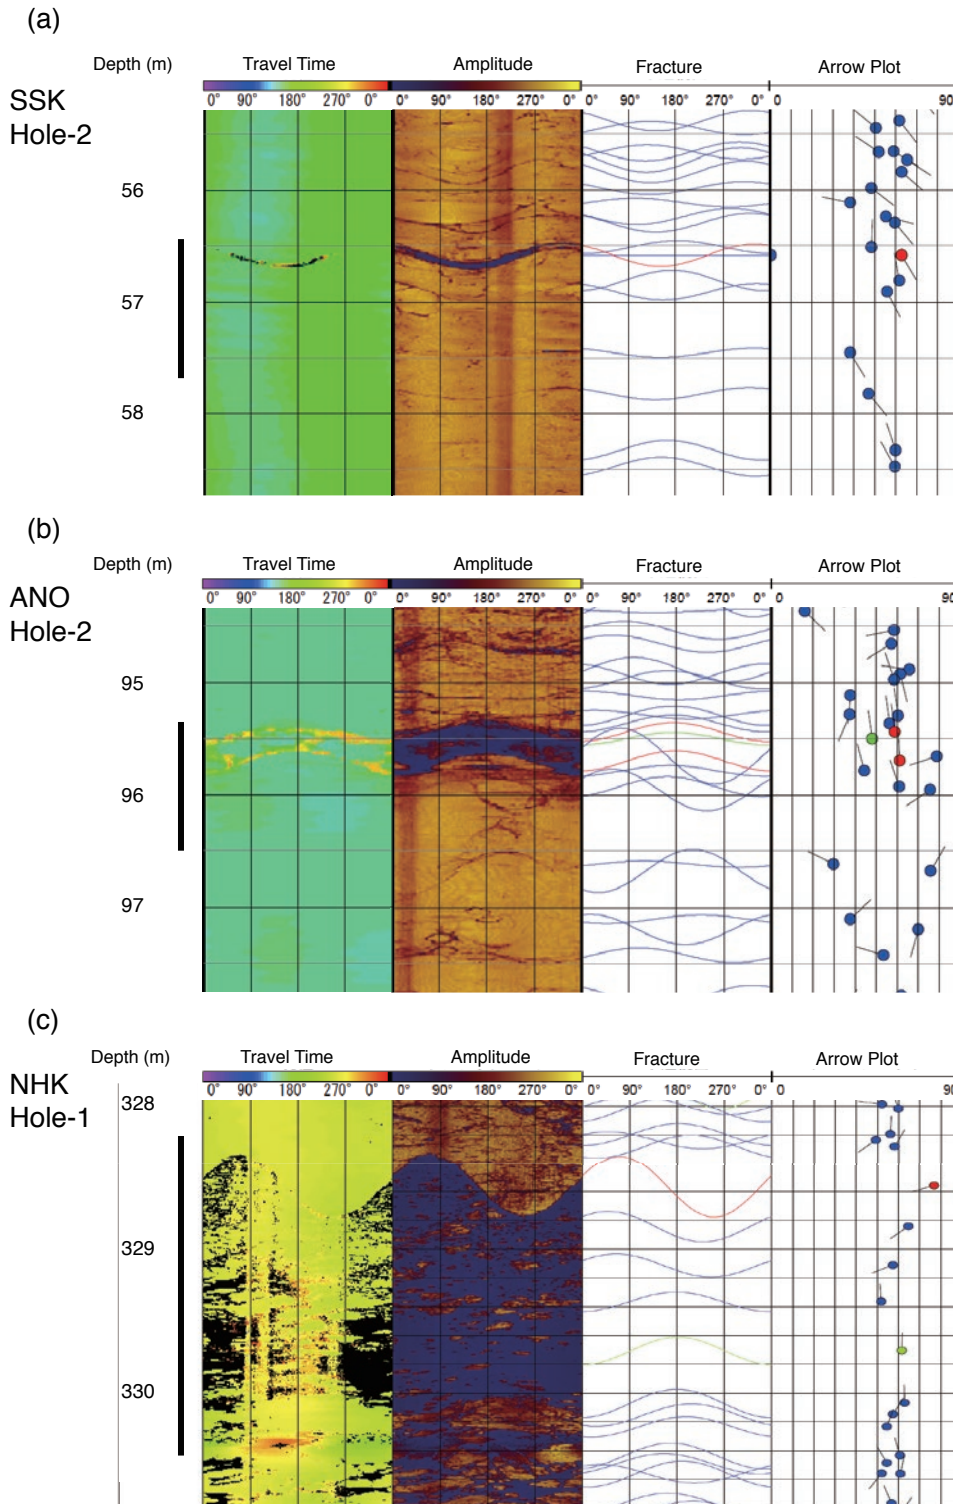 (a)
Depth (m) Travel Time Amplitude Fracture Arrow Plot
0° 90° 180° 270° 0° 0° 90° 180° 270° 0° 0° 90° 180° 270° 0° 0 90
SSK
Hole-2
56
57
58
(b)
Depth (m) Travel Time Amplitude Fracture Arrow Plot
0° 90° 180° 270° 0° 0° 90° 180° 270° 0° 0° 90° 180° 270° 0° 0 90
ANO
Hole-2
95
96
97
(c)
Depth (m) Travel Time Amplitude Fracture Arrow Plot
0° 90° 180° 270° 0° 0° 90° 180° 270° 0° 0° 90° 180° 270° 0° 0 90
NHK
Hole-1
328
329
330